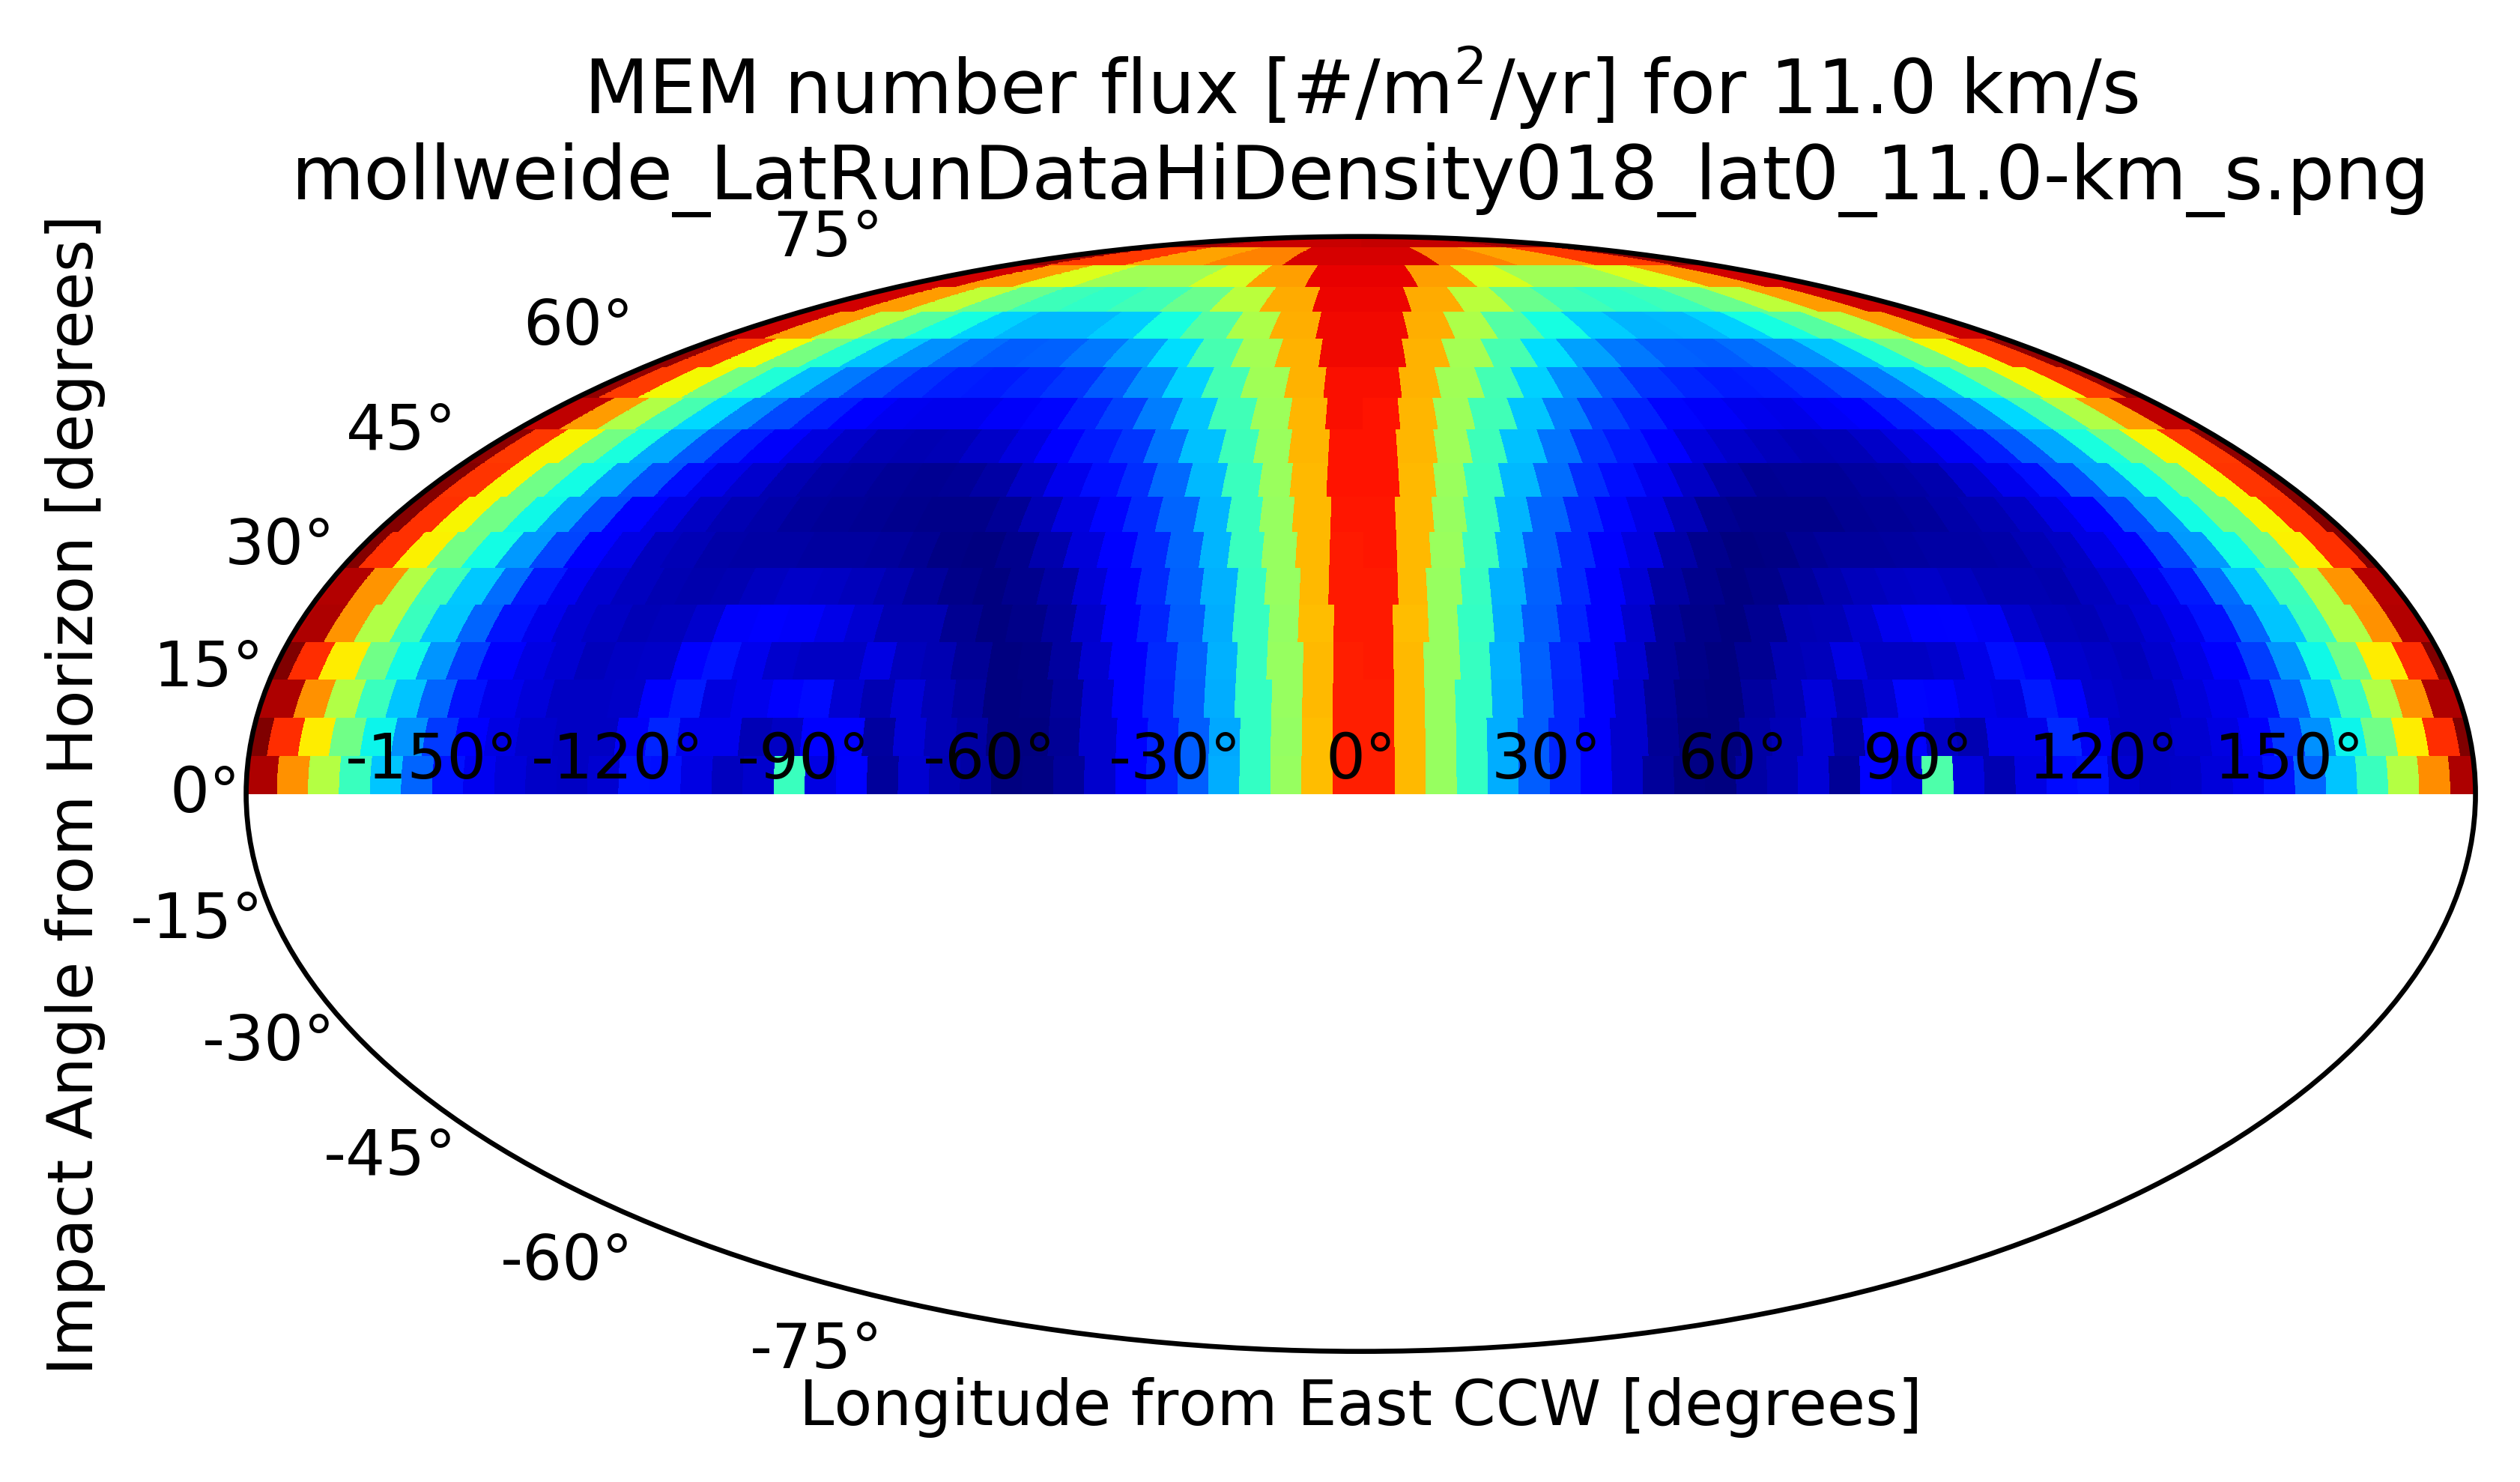 MEM number flux [#/m²/yr] for 11.0 km/s
mollweide_LatRunDataHiDensity018_lat0_11.0-km_s.png
Impact Angle from Horizon [degrees]
75°
60°
45°
30°
15°
0°
-15°
-30°
-45°
-60°
-75°
-150° -120° -90° -60° -30° 0° 30° 60° 90° 120° 150°
Longitude from East CCW [degrees]